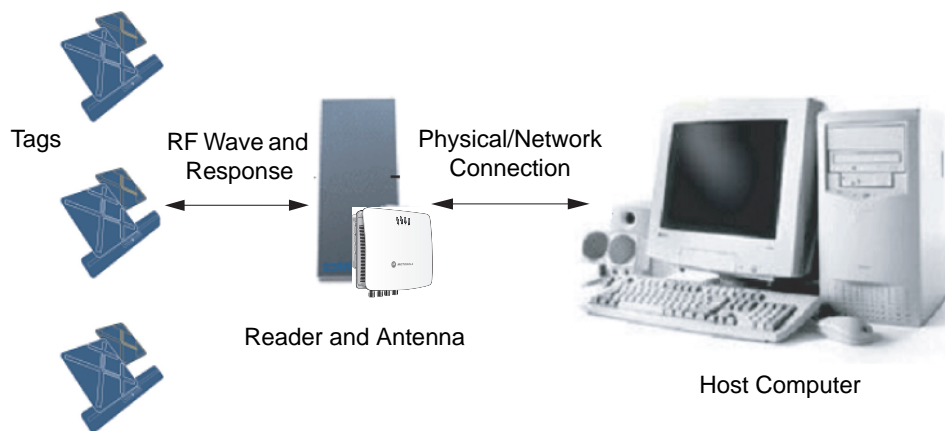 Tags
RF Wave and
Response
Physical/Network
Connection
Reader and Antenna
Host Computer